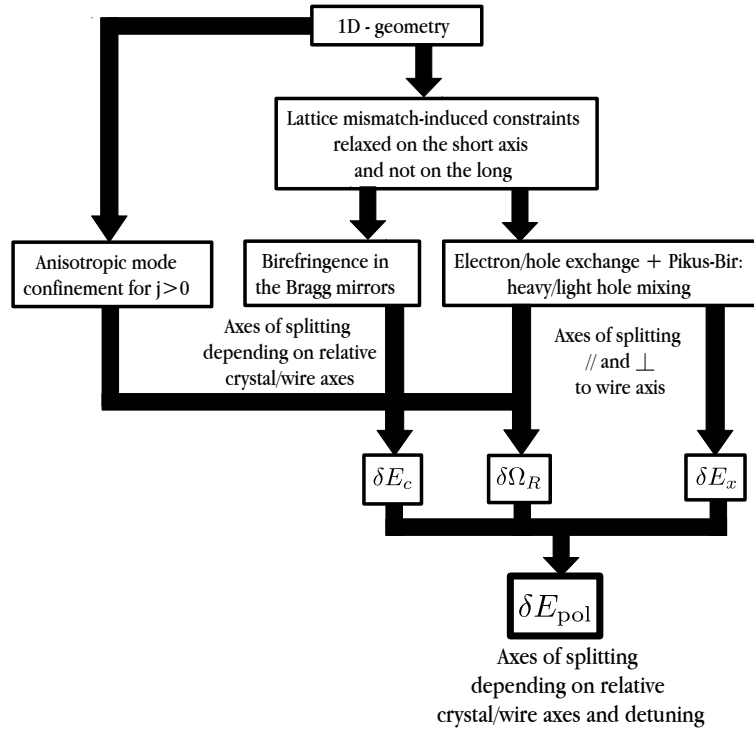 1D - geometry
Lattice mismatch-induced constraints
relaxed on the short axis
and not on the long
Anisotropic mode
confinement for j>0
Birefringence in
the Bragg mirrors
Electron/hole exchange + Pikus-Bir:
heavy/light hole mixing
Axes of splitting
depending on relative
crystal/wire axes
Axes of splitting
// and ⊥
to wire axis
δE_c
δΩ_R
δE_x
δE_pol
Axes of splitting
depending on relative
crystal/wire axes and detuning